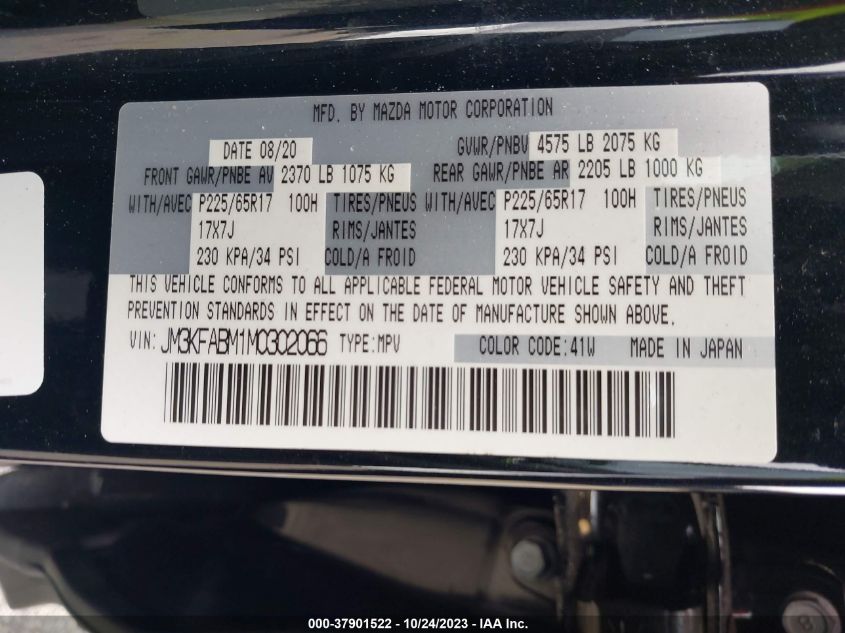 MFD. BY MAZDA MOTOR CORPORATION
DATE 08/20 GVWR/PNBV 4575 LB 2075 KG
FRONT GAWR/PNBE AV 2370 LB 1075 KG REAR GAWR/PNBE AR 2205 LB 1000 KG
WITH/AVEC P225/65R17 100H TIRES/PNEUS WITH/AVEC P225/65R17 100H TIRES/PNEUS
17X7J RIMS/JANTES 17X7J RIMS/JANTES
230 KPA/34 PSI COLD/A FROID 230 KPA/34 PSI COLD/A FROID
THIS VEHICLE CONFORMS TO ALL APPLICABLE FEDERAL MOTOR VEHICLE SAFETY AND THEFT
PREVENTION STANDARDS IN EFFECT ON THE DATE OF MANUFACTURE SHOWN ABOVE.
VIN: JM3KFABM1M0302066 TYPE:MPV COLOR CODE:41W MADE IN JAPAN
000-37901522 - 10/24/2023 - IAA Inc.